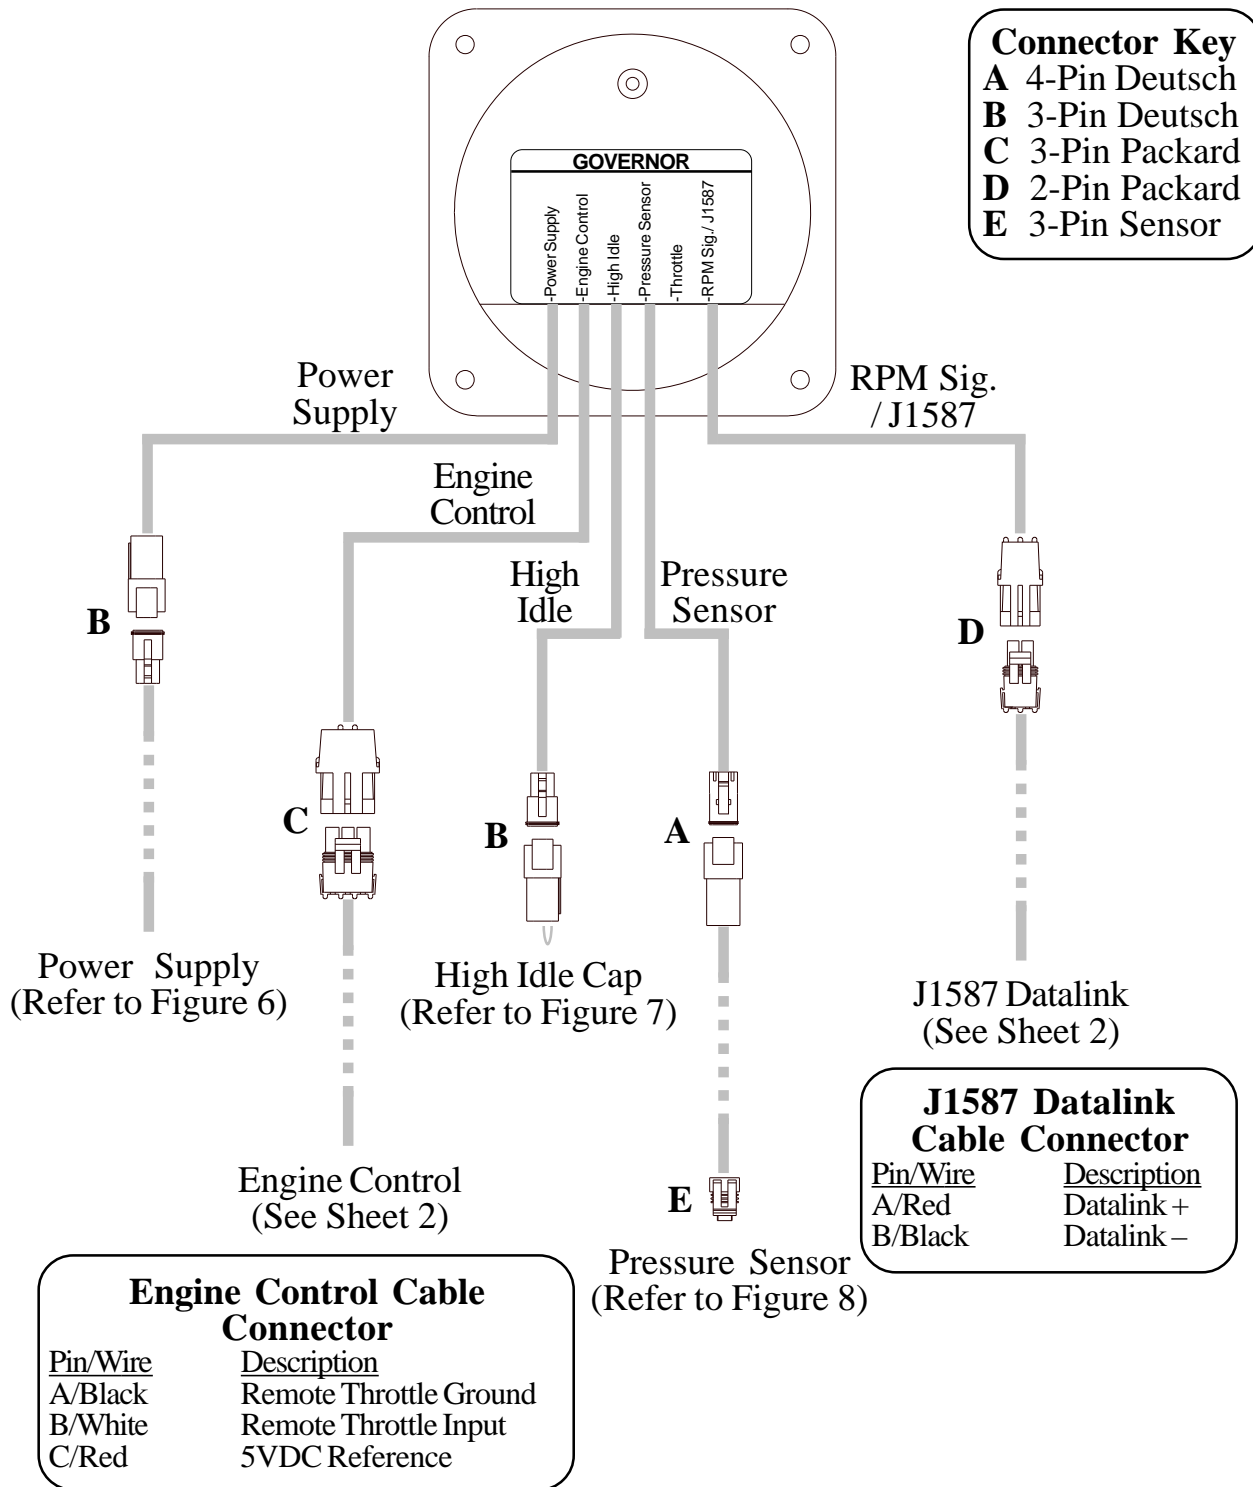 Connector Key
A 4-Pin Deutsch
B 3-Pin Deutsch
C 3-Pin Packard
D 2-Pin Packard
E 3-Pin Sensor
GOVERNOR
-Power Supply
-Engine Control
-High Idle
-Pressure Sensor
-Throttle
-RPM Sig./ J1587
Power
Supply
RPM Sig.
/ J1587
Engine
Control
High
Idle
Pressure
Sensor
B
D
C
B
A
Power Supply
(Refer to Figure 6)
High Idle Cap
(Refer to Figure 7)
J1587 Datalink
(See Sheet 2)
J1587 Datalink
Cable Connector
Pin/Wire Description
A/Red Datalink +
B/Black Datalink –
Engine Control
(See Sheet 2)
E
Pressure Sensor
(Refer to Figure 8)
Engine Control Cable
Connector
Pin/Wire Description
A/Black Remote Throttle Ground
B/White Remote Throttle Input
C/Red 5VDC Reference